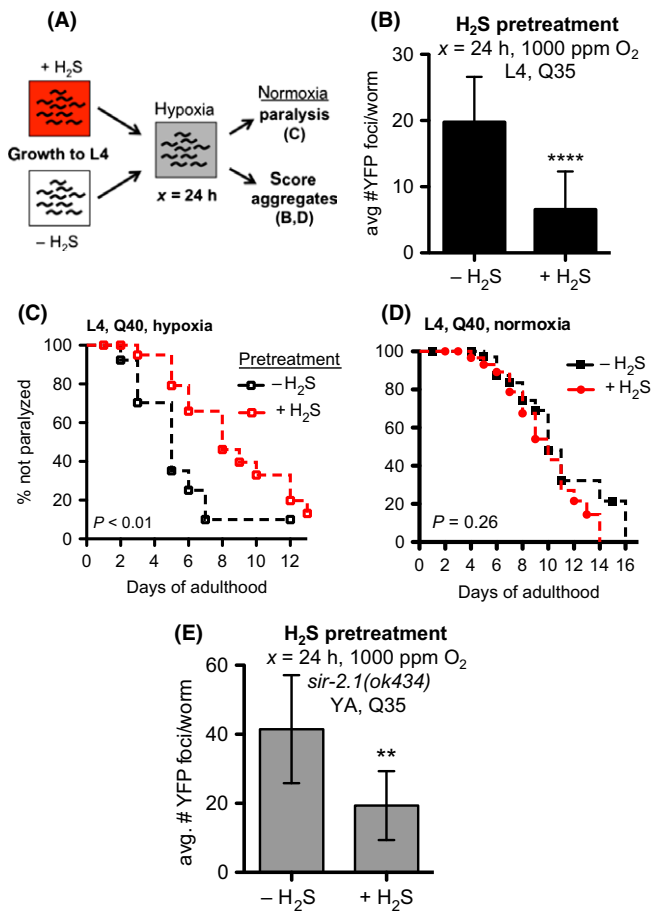 (A)
+ H₂S
Growth to L4
– H₂S
Hypoxia
x = 24 h
Normoxia
paralysis
(C)
Score
aggregates
(B,D)
(B)
H₂S pretreatment
x = 24 h, 1000 ppm O₂
L4, Q35
avg #YFP foci/worm
30
20
10
0
****
– H₂S
+ H₂S
(C)
L4, Q40, hypoxia
Pretreatment
– H₂S
+ H₂S
% not paralyzed
100
80
60
40
20
P < 0.01
0 2 4 6 8 10 12
Days of adulthood
(D)
L4, Q40, normoxia
– H₂S
+ H₂S
100
80
60
40
20
0
P = 0.26
0 2 4 6 8 10 12 14 16
Days of adulthood
(E)
H₂S pretreatment
x = 24 h, 1000 ppm O₂
sir-2.1(ok434)
YA, Q35
avg. # YFP foci/worm
60
40
20
0
**
– H₂S
+ H₂S